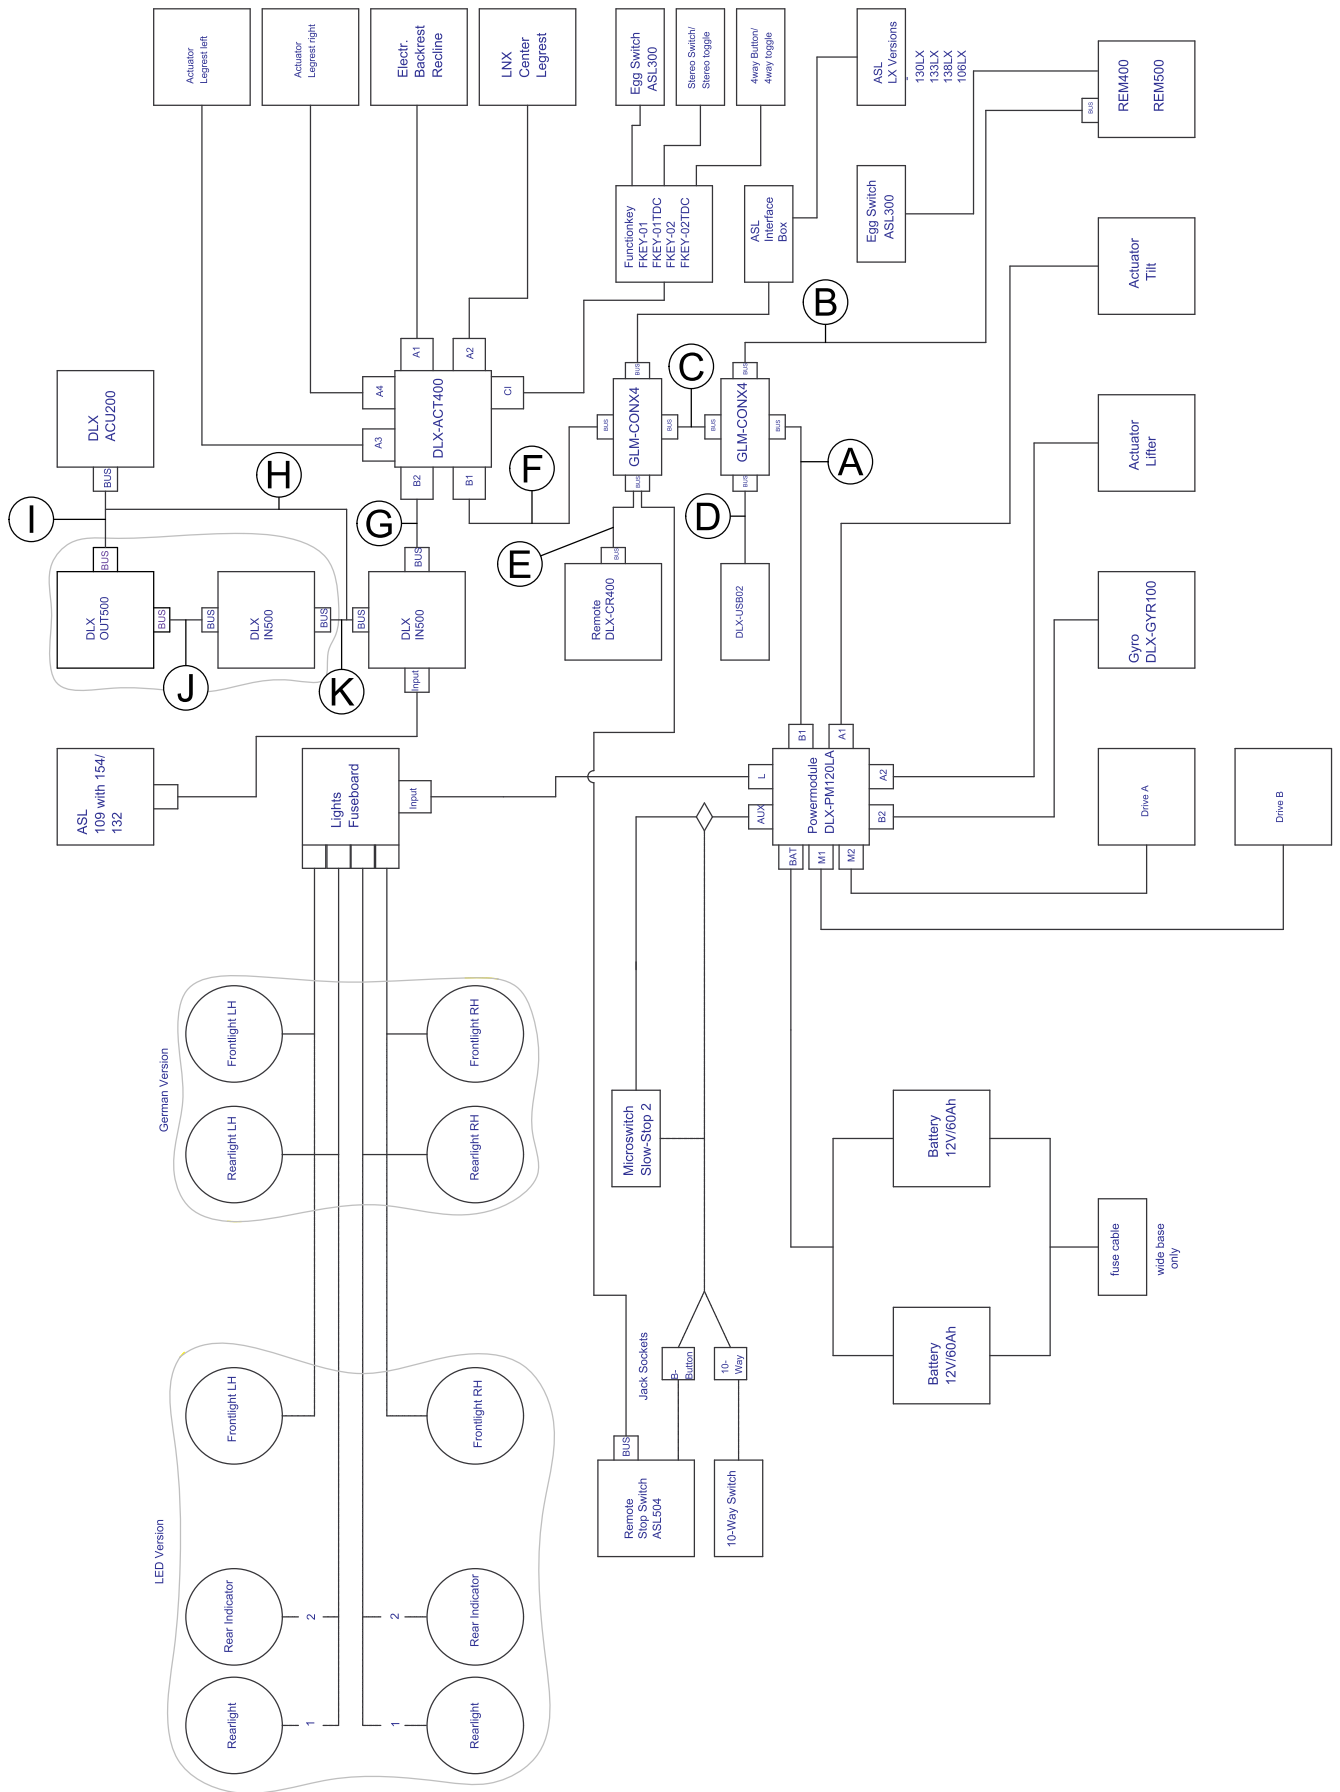 Actuator
Legrest left
Actuator
Legrest right
Electr.
Backrest
Recline
LNX
Center
Legrest
Egg Switch
ASL300
Stereo Switch/
Stereo toggle
4way Button/
4way toggle
ASL
LX Versions
130LX
133LX
138LX
106LX
REM400
REM500
BUS
Functionkey
FKEY-01
FKEY-01TDC
FKEY-02
FKEY-02TDC
ASL
Interface
Box
Egg Switch
ASL300
Actuator
Tilt
B
DLX
ACU200
BUS
A4
A3
A1
A2
CI
DLX-ACT400
B2
B1
BUS
BUS
GLM-CONX4
BUS
BUS
C
BUS
BUS
GLM-CONX4
BUS
BUS
Actuator
Lifter
H
F
A
I
G
D
E
BUS
DLX
OUT500
BUS
BUS
DLX
IN500
BUS
BUS
BUS
DLX
IN500
Input
J
K
BUS
Remote
DLX-CR400
DLX-USB02
Gyro
DLX-GYR100
ASL
109 with 154/
132
Lights
Fuseboard
Input
B1
A1
L
AUX
Powermodule
DLX-PM120LA
A2
B2
BAT
M1
M2
Drive A
Drive B
German Version
Frontlight LH
Frontlight RH
Rearlight LH
Rearlight RH
Microswitch
Slow-Stop 2
Battery
12V/60Ah
fuse cable
wide base
only
Battery
12V/60Ah
Jack Sockets
B-
Button
10-
Way
BUS
Remote
Stop Switch
ASL504
10-Way Switch
LED Version
Frontlight LH
Frontlight RH
Rear Indicator
2
2
Rear Indicator
Rearlight
1
1
Rearlight